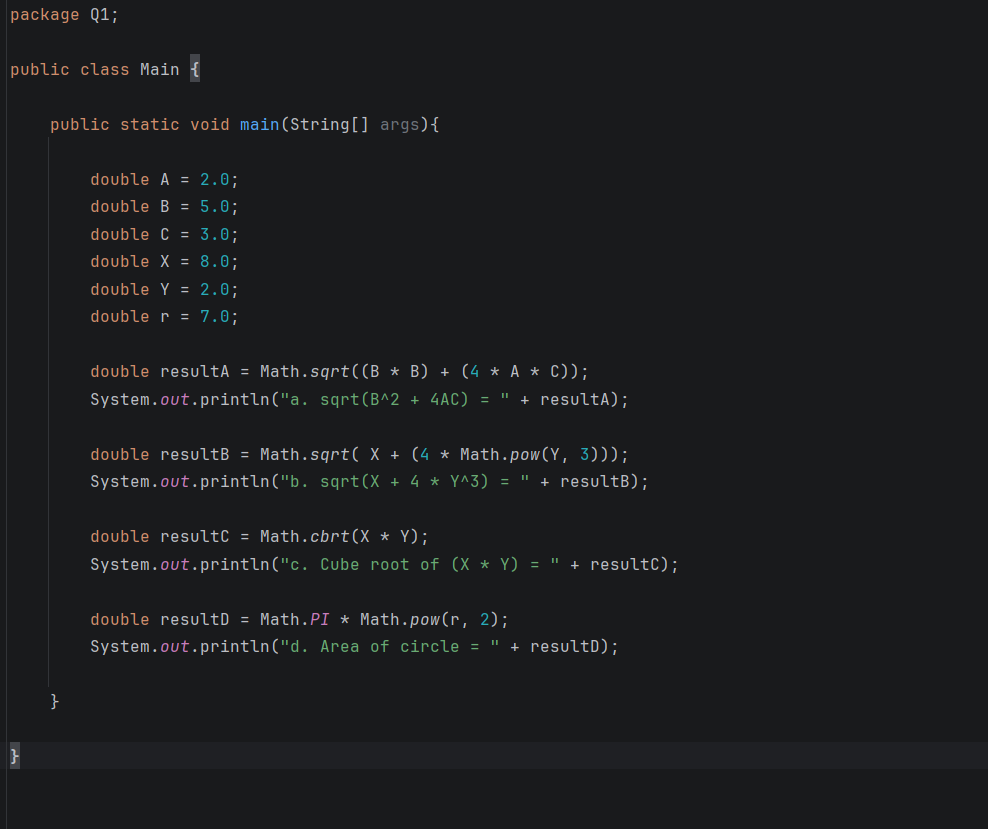 package Q1;
public class Main {
public static void main(String[] args){
double A = 2.0;
double B = 5.0;
double C = 3.0;
double X = 8.0;
double Y = 2.0;
double r = 7.0;
double resultA = Math.sqrt((B * B) + (4 * A * C));
System.out.println("a. sqrt(B^2 + 4AC) = " + resultA);
double resultB = Math.sqrt( X + (4 * Math.pow(Y, 3)));
System.out.println("b. sqrt(X + 4 * Y^3) = " + resultB);
double resultC = Math.cbrt(X * Y);
System.out.println("c. Cube root of (X * Y) = " + resultC);
double resultD = Math.PI * Math.pow(r, 2);
System.out.println("d. Area of circle = " + resultD);
}
}